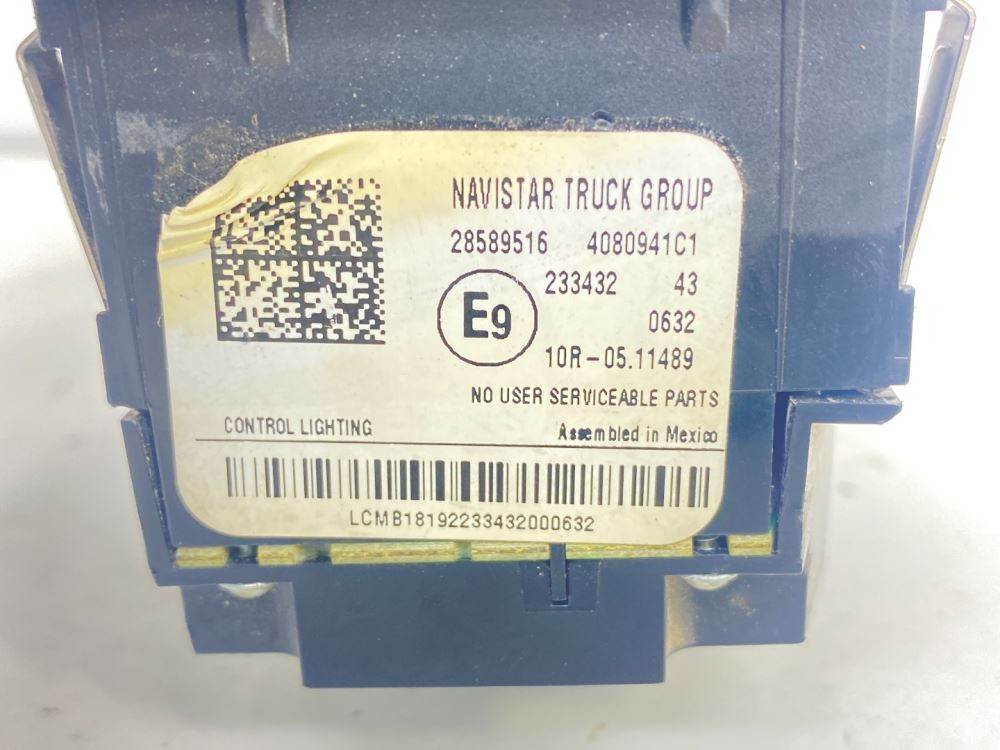 NAVISTAR TRUCK GROUP
28589516 4080941C1
233432 43
E9
0632
10R-05.11489
NO USER SERVICEABLE PARTS
CONTROL LIGHTING
Assembled in Mexico
LCMB18192233432000632